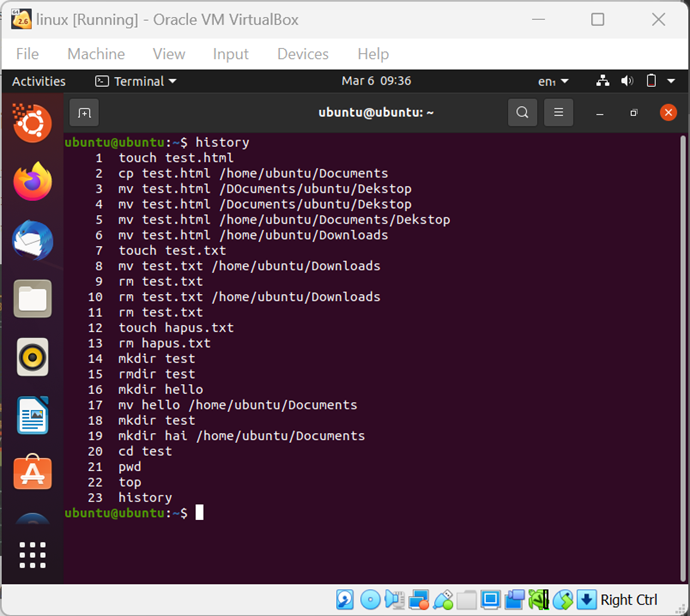 linux [Running] - Oracle VM VirtualBox
File Machine View Input Devices Help
Activities Terminal Mar 6 09:36 en₁
ubuntu@ubuntu: ~
ubuntu@ubuntu:~$ history
1 touch test.html
2 cp test.html /home/ubuntu/Documents
3 mv test.html /DOcuments/ubuntu/Dekstop
4 mv test.html /Documents/ubuntu/Dekstop
5 mv test.html /home/ubuntu/Documents/Dekstop
6 mv test.html /home/ubuntu/Downloads
7 touch test.txt
8 mv test.txt /home/ubuntu/Downloads
9 rm test.txt
10 rm test.txt /home/ubuntu/Downloads
11 rm test.txt
12 touch hapus.txt
13 rm hapus.txt
14 mkdir test
15 rmdir test
16 mkdir hello
17 mv hello /home/ubuntu/Documents
18 mkdir test
19 mkdir hai /home/ubuntu/Documents
20 cd test
21 pwd
22 top
23 history
ubuntu@ubuntu:~$
Right Ctrl